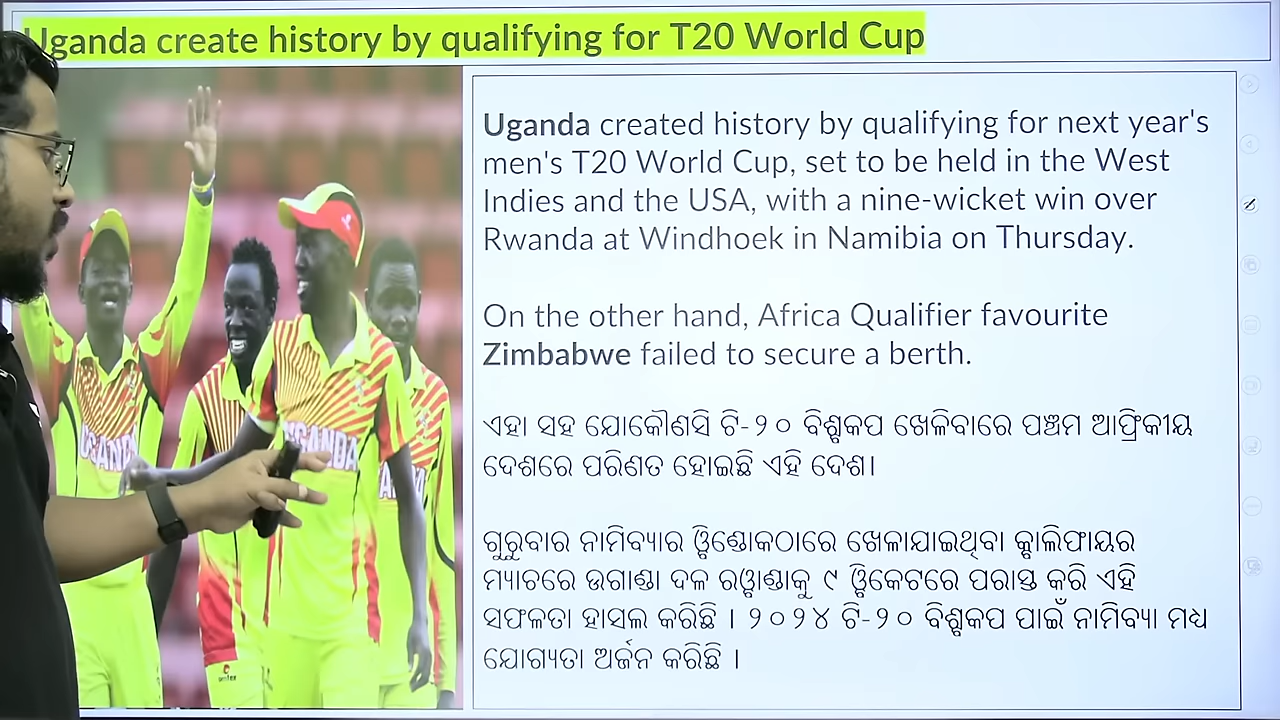 Uganda create history by qualifying for T20 World Cup
Uganda created history by qualifying for next year's
men's T20 World Cup, set to be held in the West
Indies and the USA, with a nine-wicket win over
Rwanda at Windhoek in Namibia on Thursday.
On the other hand, Africa Qualifier favourite
Zimbabwe failed to secure a berth.
ଏହା ସହ ଯୋକୌଣସି ଟି-୨୦ ବିଶ୍ବକପ ଖେଳିବାରେ ପଞ୍ଚମ ଆଫ୍ରିକୀୟ
ଦେଶରେ ପରିଣତ ହୋଇଛି ଏହି ଦେଶ।
ଗୁରୁବାର ନାମିବ୍ୟାର ୱିଣ୍ଡୋକଠାରେ ଖେଳାଯାଇଥିବା କ୍ବାଲିଫାୟର
ମ୍ୟାଚରେ ଉଗାଣ୍ଡା ଦଳ ରୱାଣ୍ଡାକୁ ୯ ୱିକେଟରେ ପରାସ୍ତ କରି ଏହି
ସଫଳତା ହାସଲ କରିଛି । ୨୦୨୪ ଟି-୨୦ ବିଶ୍ବକପ ପାଇଁ ନାମିବ୍ୟା ମଧ୍ୟ
ଯୋଗ୍ୟତା ଅର୍ଜନ କରିଛି ।
UGANDA
UGANDA